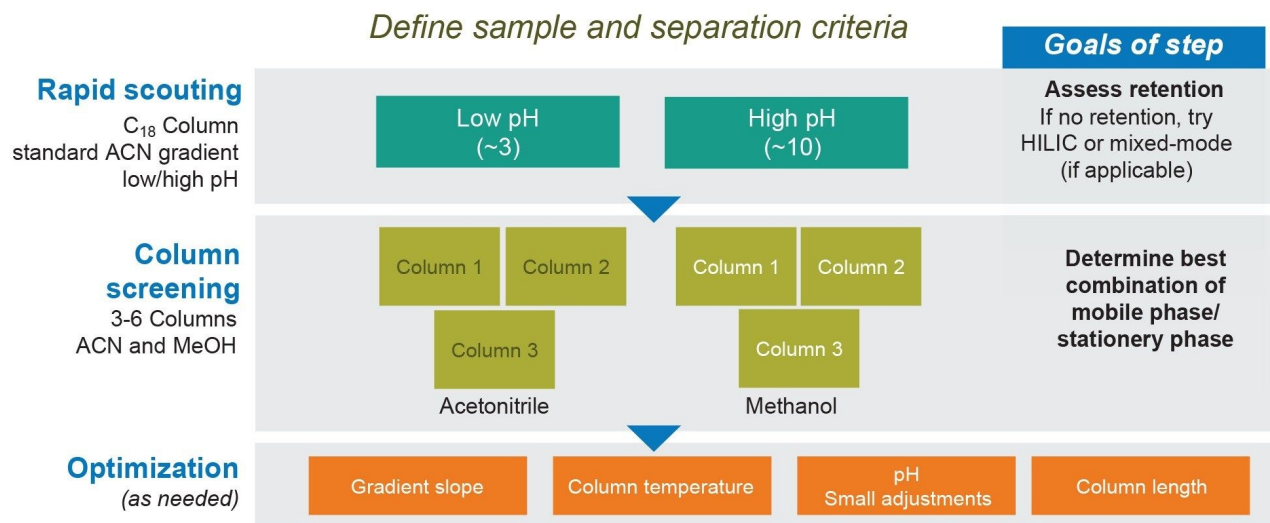 Define sample and separation criteria
Goals of step
Rapid scouting
C18 Column
standard ACN gradient
low/high pH
Low pH
(~3)
High pH
(~10)
Assess retention
If no retention, try
HILIC or mixed-mode
(if applicable)
Column
screening
3-6 Columns
ACN and MeOH
Column 1
Column 2
Column 3
Acetonitrile
Column 1
Column 2
Column 3
Methanol
Determine best
combination of
mobile phase/
stationery phase
Optimization
(as needed)
Gradient slope
Column temperature
pH
Small adjustments
Column length